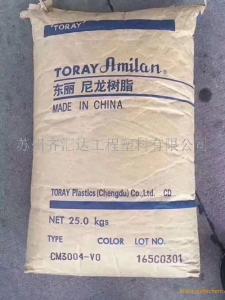 TORAY Amilan
东丽 尼龙树脂
MADE IN CHINA
苏州齐汇达工程塑料有限公司
TORAY Plastics (Chengdu) Co.,Ltd. CD
NET 25.0 kgs
TYPE COLOR LOT NO.
CM3004-V0 165C0301